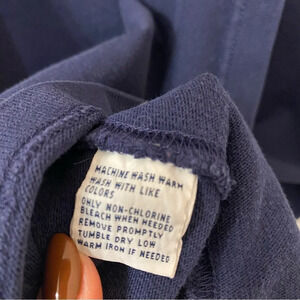 MACHINE WASH WARM
WASH WITH LIKE
COLORS
ONLY NON-CHLORINE
BLEACH WHEN NEEDED
REMOVE PROMPTLY
TUMBLE DRY LOW
WARM IRON IF NEEDED